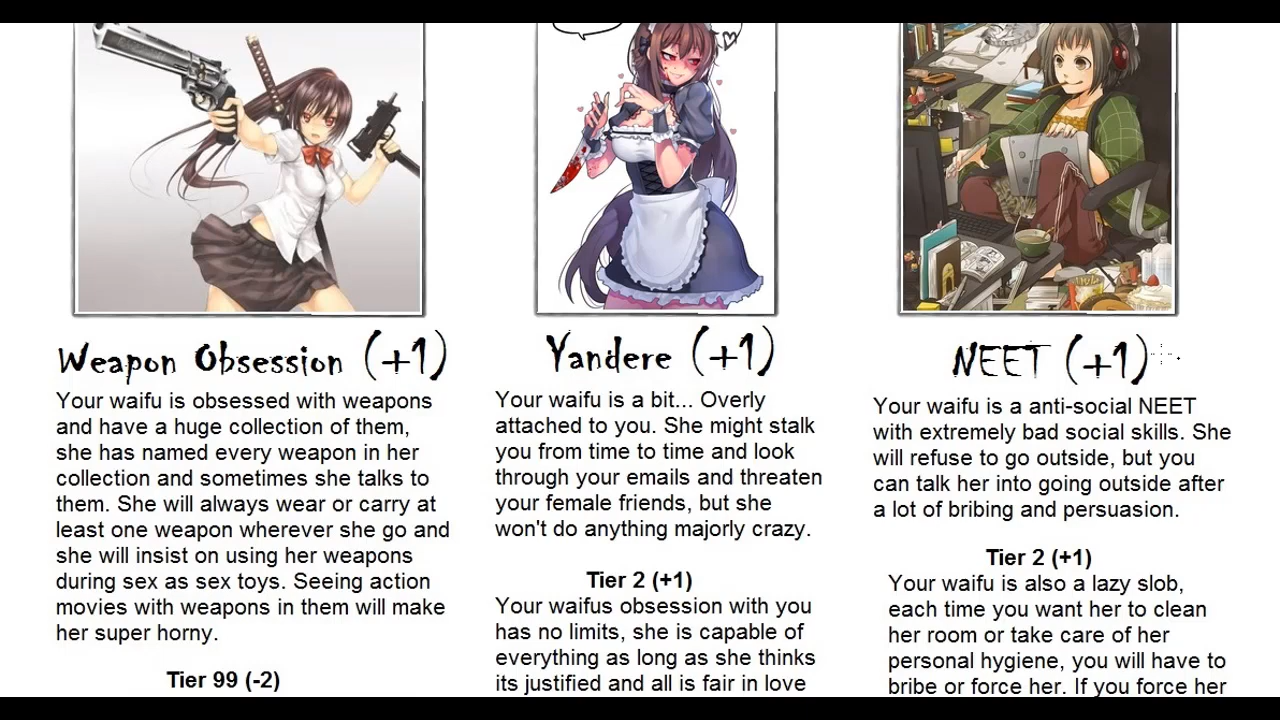 Weapon Obsession (+1)
Your waifu is obsessed with weapons
and have a huge collection of them,
she has named every weapon in her
collection and sometimes she talks to
them. She will always wear or carry at
least one weapon wherever she go and
she will insist on using her weapons
during sex as sex toys. Seeing action
movies with weapons in them will make
her super horny.
Tier 99 (-2)
Yandere (+1)
Your waifu is a bit... Overly
attached to you. She might stalk
you from time to time and look
through your emails and threaten
your female friends, but she
won't do anything majorly crazy.
Tier 2 (+1)
Your waifus obsession with you
has no limits, she is capable of
everything as long as she thinks
its justified and all is fair in love
NEET (+1)
Your waifu is a anti-social NEET
with extremely bad social skills. She
will refuse to go outside, but you
can talk her into going outside after
a lot of bribing and persuasion.
Tier 2 (+1)
Your waifu is also a lazy slob,
each time you want her to clean
her room or take care of her
personal hygiene, you will have to
bribe or force her. If you force her